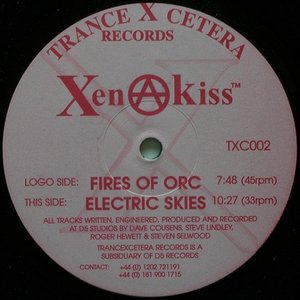 TRANCE X CETERA
RECORDS
XenAkiss™
TXC002
LOGO SIDE: FIRES OF ORC 7:48 (45rpm)
THIS SIDE: ELECTRIC SKIES 10:27 (33rpm)
ALL TRACKS WRITTEN, ENGINEERED, PRODUCED AND RECORDED
AT D5 STUDIOS BY DAVE COUSENS, STEVE LINDLEY,
ROGER HEWETT & STEVEN SELWOOD
TRANCEXCETERA RECORDS IS A
SUBSIDUARY OF D5 RECORDS
CONTACT: +44 (0) 1202 721191
+44 (0) 181 900 1715